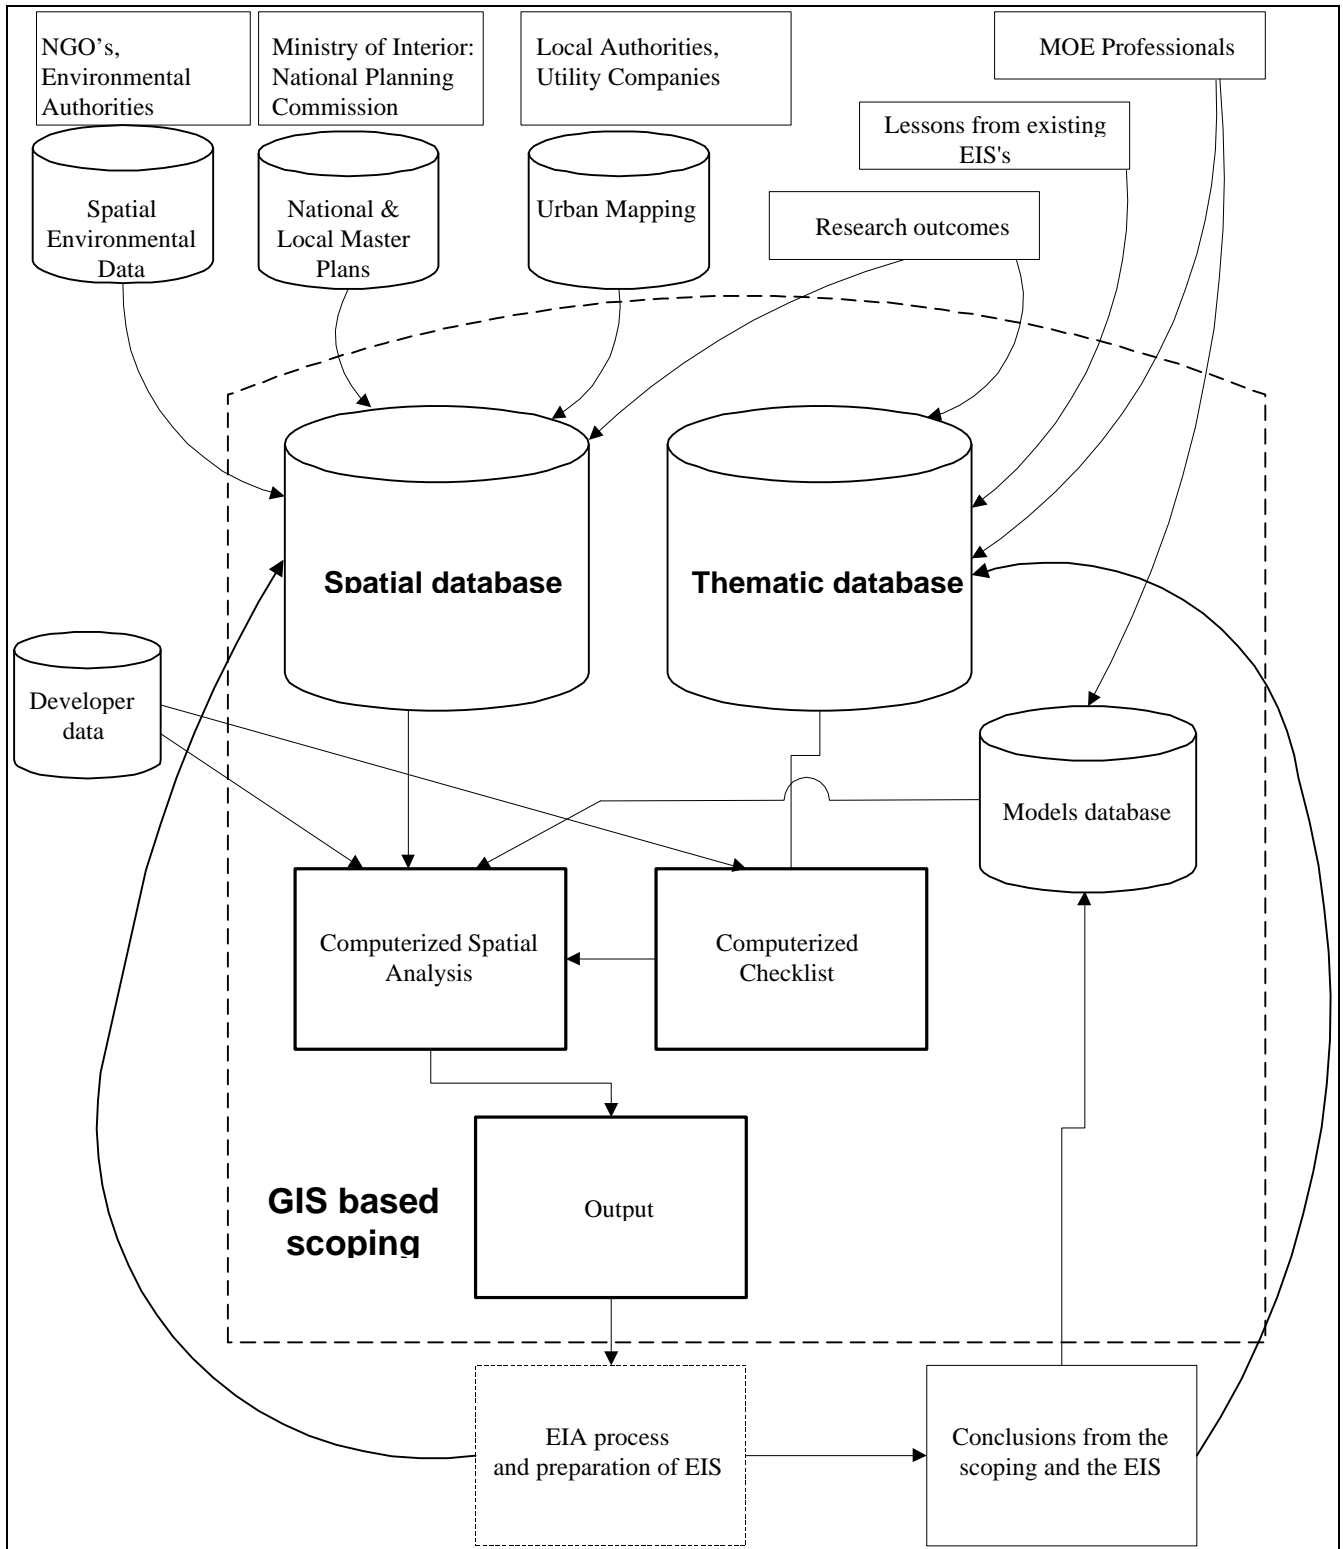 NGO's,
Environmental
Authorities
Ministry of Interior:
National Planning
Commission
Local Authorities,
Utility Companies
MOE Professionals
Lessons from existing
EIS's
Research outcomes
Spatial
Environmental
Data
National &
Local Master
Plans
Urban Mapping
Spatial database
Thematic database
Developer
data
Models database
Computerized Spatial
Analysis
Computerized
Checklist
GIS based
scoping
Output
EIA process
and preparation of EIS
Conclusions from the
scoping and the EIS